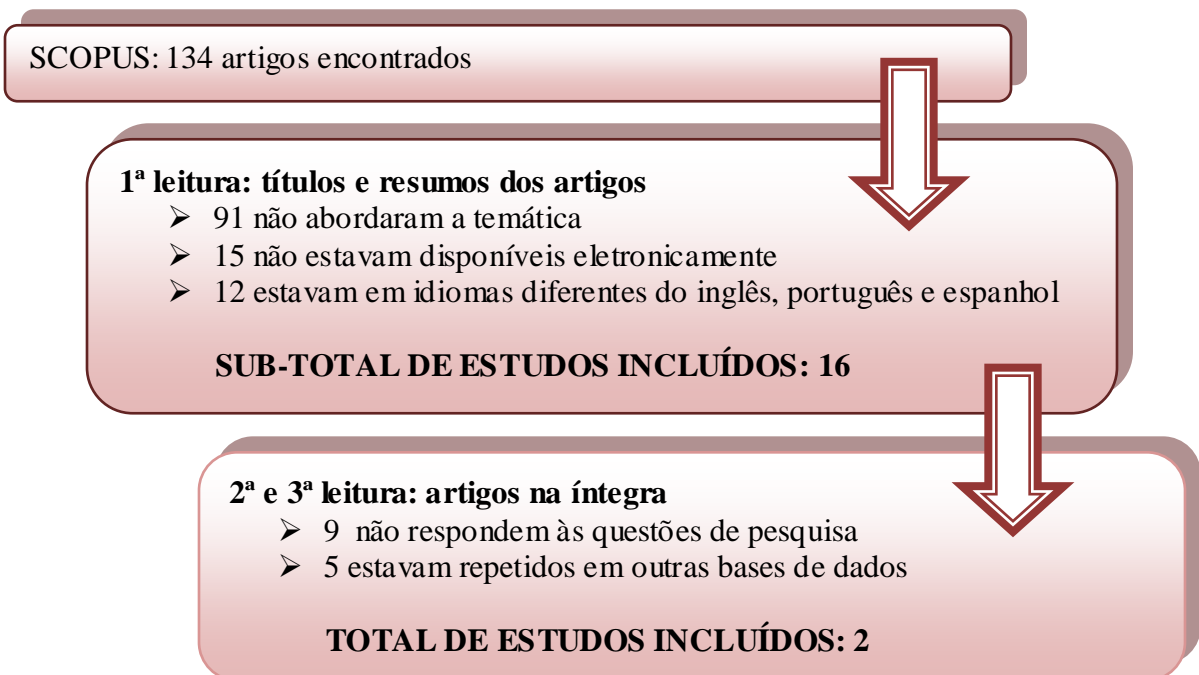 SCOPUS: 134 artigos encontrados
1ª leitura: títulos e resumos dos artigos
➢ 91 não abordaram a temática
➢ 15 não estavam disponíveis eletronicamente
➢ 12 estavam em idiomas diferentes do inglês, português e espanhol
SUB-TOTAL DE ESTUDOS INCLUÍDOS: 16
2ª e 3ª leitura: artigos na íntegra
➢ 9 não respondem às questões de pesquisa
➢ 5 estavam repetidos em outras bases de dados
TOTAL DE ESTUDOS INCLUÍDOS: 2